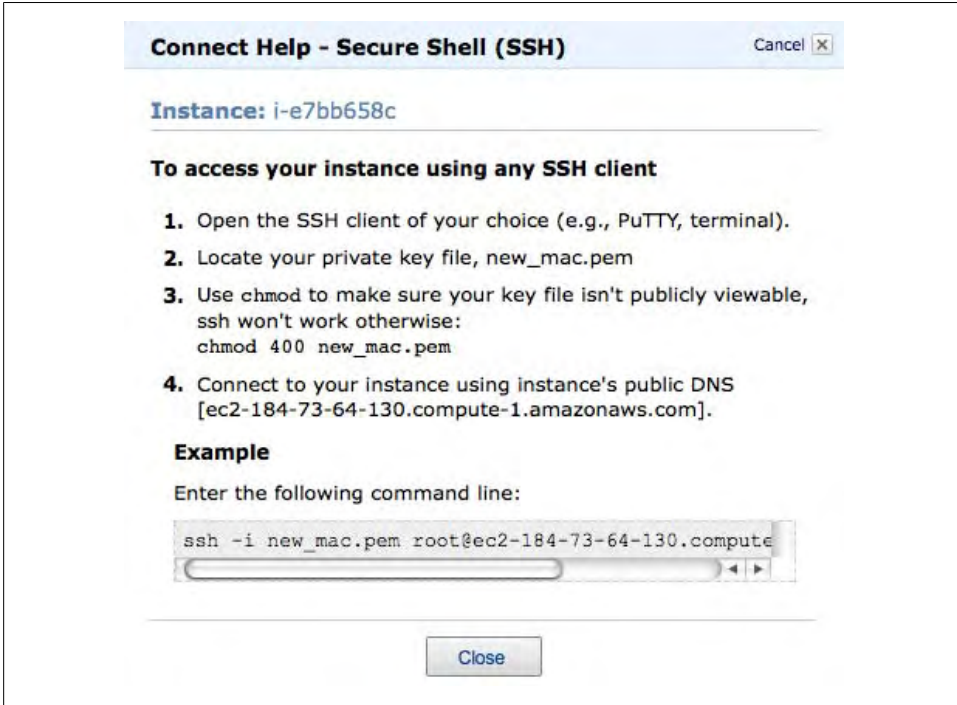 Connect Help - Secure Shell (SSH)
Cancel
Instance: i-e7bb658c
To access your instance using any SSH client
1. Open the SSH client of your choice (e.g., PuTTY, terminal).
2. Locate your private key file, new_mac.pem
3. Use chmod to make sure your key file isn't publicly viewable,
ssh won't work otherwise:
chmod 400 new_mac.pem
4. Connect to your instance using instance's public DNS
[ec2-184-73-64-130.compute-1.amazonaws.com].
Example
Enter the following command line:
ssh -i new_mac.pem root@ec2-184-73-64-130.compute
Close